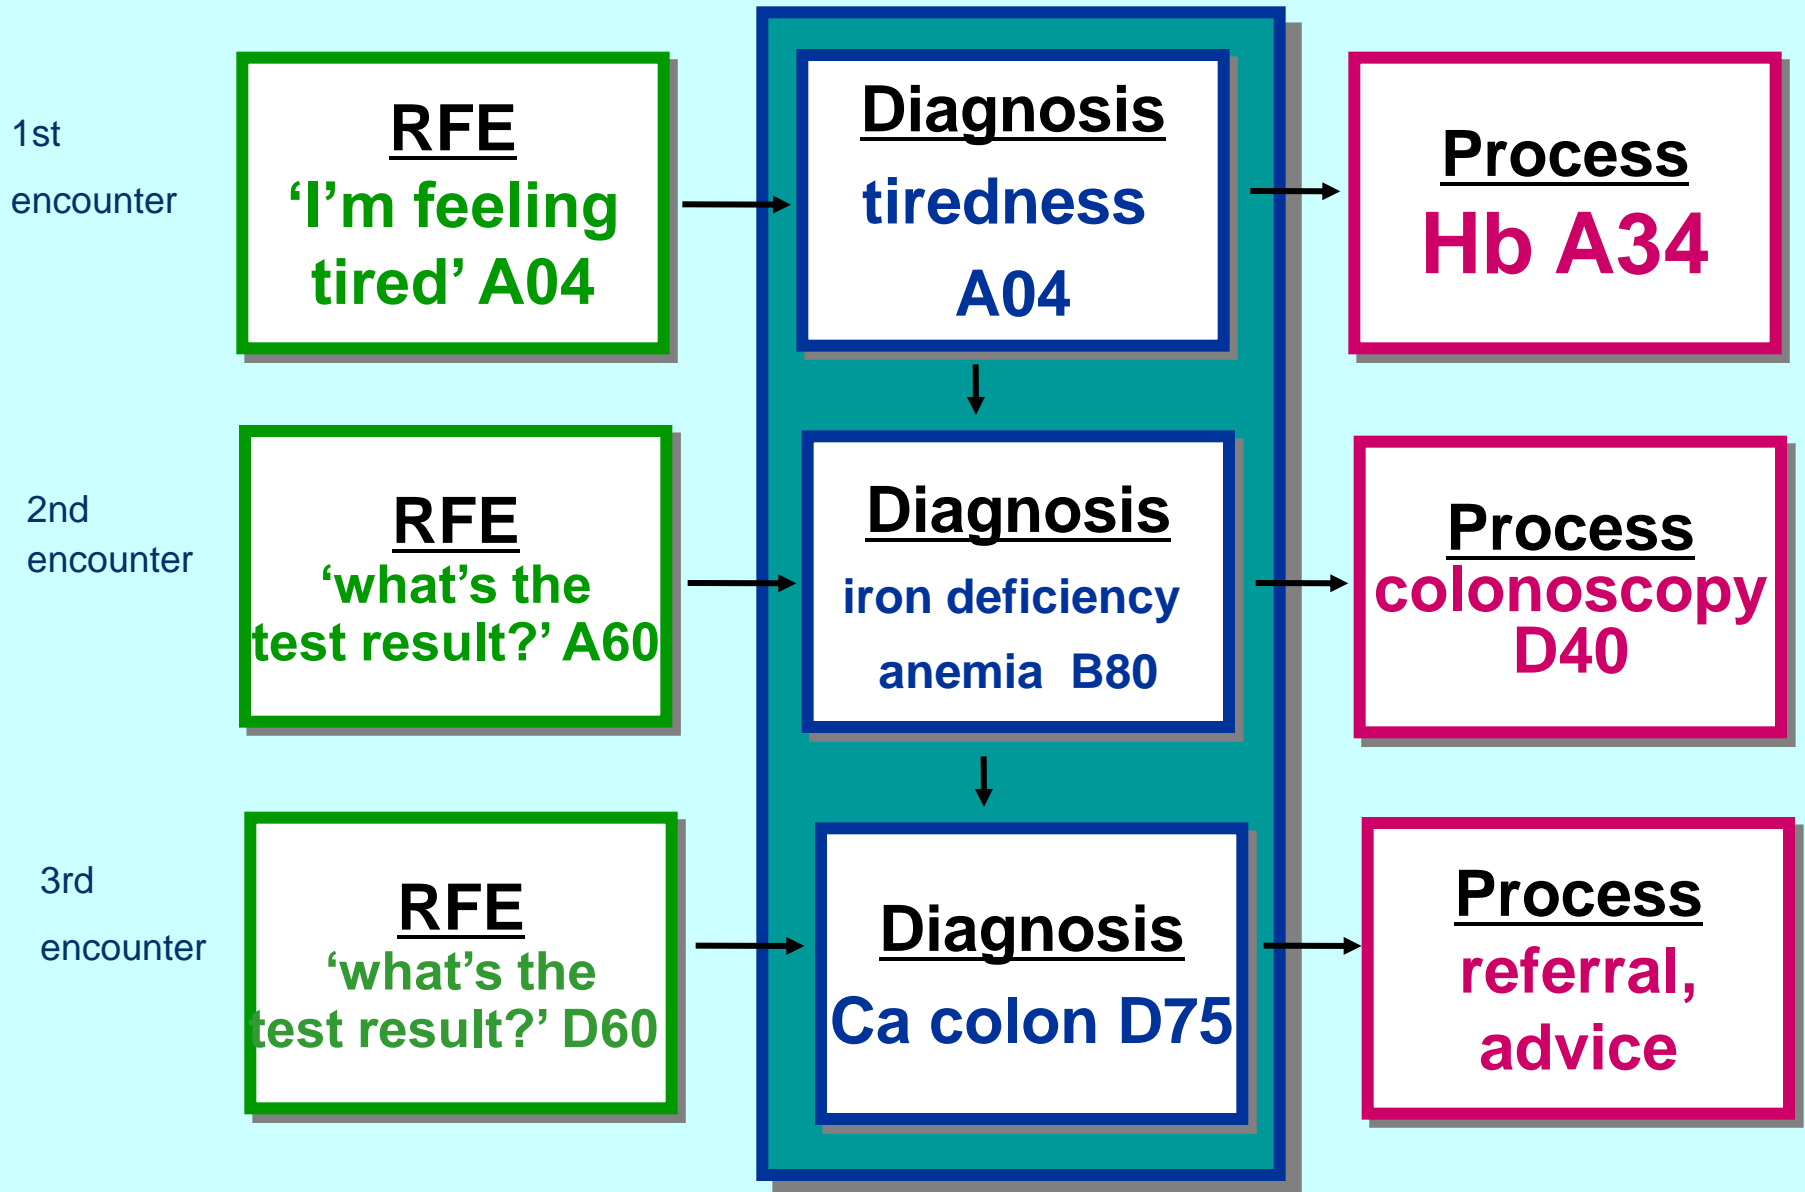 1st
encounter
RFE
‘I’m feeling
tired’ A04
Diagnosis
tiredness
A04
Process
Hb A34
2nd
encounter
RFE
‘what’s the
test result?’ A60
Diagnosis
iron deficiency
anemia B80
Process
colonoscopy
D40
3rd
encounter
RFE
‘what’s the
test result?’ D60
Diagnosis
Ca colon D75
Process
referral,
advice